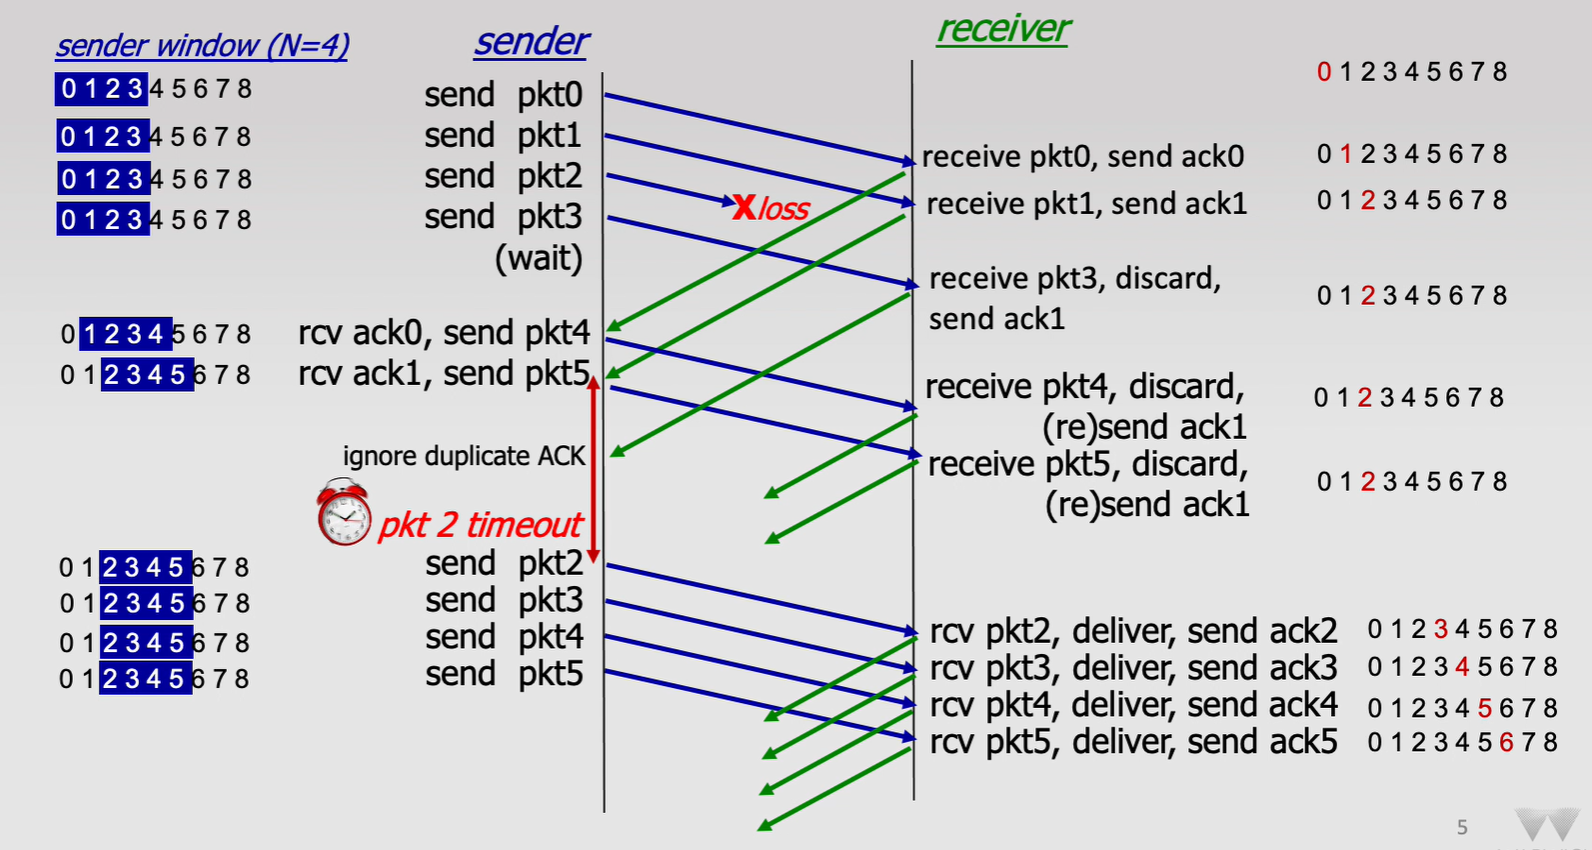 sender window (N=4)
sender
receiver
0 1 2 3 4 5 6 7 8
send pkt0
0 1 2 3 4 5 6 7 8
0 1 2 3 4 5 6 7 8
send pkt1
receive pkt0, send ack0
0 1 2 3 4 5 6 7 8
0 1 2 3 4 5 6 7 8
send pkt2
X loss
receive pkt1, send ack1
0 1 2 3 4 5 6 7 8
0 1 2 3 4 5 6 7 8
send pkt3
(wait)
receive pkt3, discard,
send ack1
0 1 2 3 4 5 6 7 8
0 1 2 3 4 5 6 7 8
rcv ack0, send pkt4
0 1 2 3 4 5 6 7 8
rcv ack1, send pkt5
receive pkt4, discard,
(re)send ack1
0 1 2 3 4 5 6 7 8
ignore duplicate ACK
receive pkt5, discard,
(re)send ack1
0 1 2 3 4 5 6 7 8
pkt 2 timeout
0 1 2 3 4 5 6 7 8
send pkt2
0 1 2 3 4 5 6 7 8
send pkt3
0 1 2 3 4 5 6 7 8
send pkt4
0 1 2 3 4 5 6 7 8
send pkt5
rcv pkt2, deliver, send ack2
0 1 2 3 4 5 6 7 8
rcv pkt3, deliver, send ack3
0 1 2 3 4 5 6 7 8
rcv pkt4, deliver, send ack4
0 1 2 3 4 5 6 7 8
rcv pkt5, deliver, send ack5
0 1 2 3 4 5 6 7 8
5